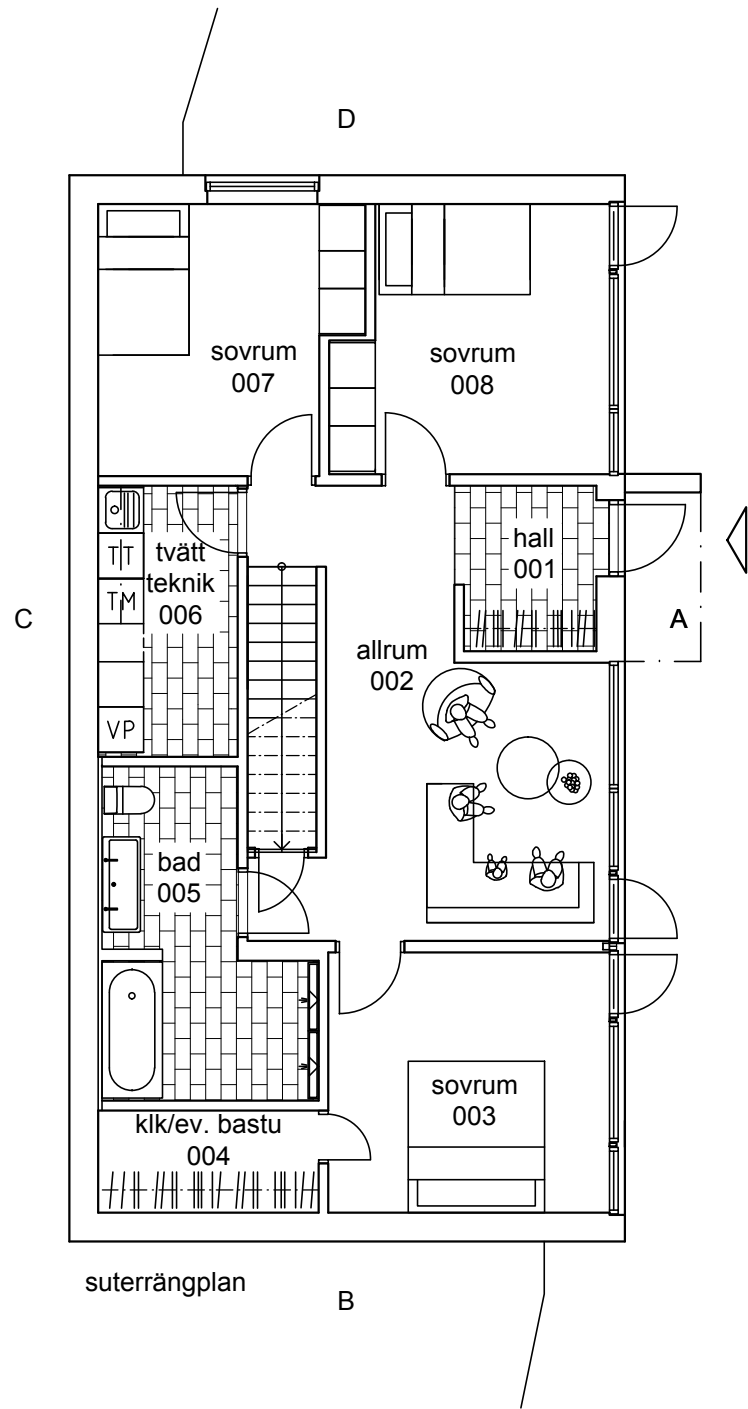 D
sovrum
007
sovrum
008
TT
tvätt
teknik
006
TM
VP
hall
001
C
A
allrum
002
bad
005
sovrum
003
klk/ev. bastu
004
suterrängplan
B